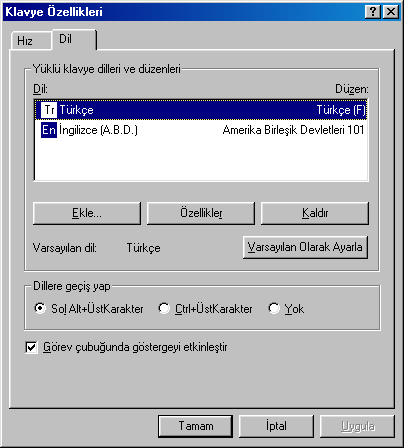 Klavye Özellikleri
Hız Dil
Yüklü klavye dilleri ve düzenleri
Dil: Düzen:
Tr Türkçe Türkçe (F)
En İngilizce (A.B.D.) Amerika Birleşik Devletleri 101
Ekle... Özellikler Kaldır
Varsayılan dil: Türkçe Varsayılan Olarak Ayarla
Dillere geçiş yap
Sol Alt+ÜstKarakter Ctrl+ÜstKarakter Yok
Görev çubuğunda göstergeyi etkinleştir
Tamam İptal Uygula